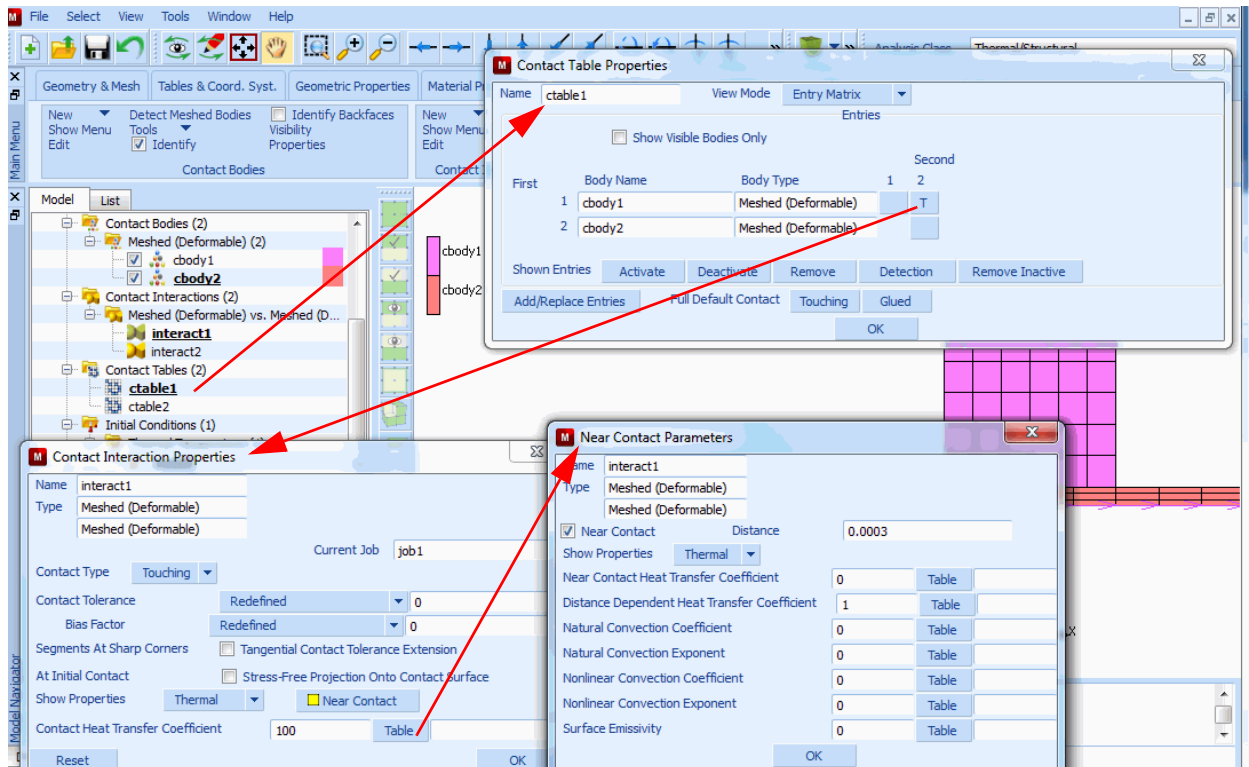 File Select View Tools Window Help
Analysis Class Thermal/Structural
Geometry & Mesh Tables & Coord. Syst. Geometric Properties Material P
New Detect Meshed Bodies Identify Backfaces New
Show Menu Tools Visibility Show Menu
Edit Identify Properties Edit
Contact Bodies Contact
Main Menu
Contact Table Properties
Name ctable1 View Mode Entry Matrix
Entries
Show Visible Bodies Only
Second
First Body Name Body Type 1 2
1 cbody1 Meshed (Deformable) T
2 cbody2 Meshed (Deformable)
Shown Entries Activate Deactivate Remove Detection Remove Inactive
Add/Replace Entries Full Default Contact Touching Glued
OK
Model List
Contact Bodies (2)
Meshed (Deformable) (2)
cbody1
cbody2
Contact Interactions (2)
Meshed (Deformable) vs. Meshed (D...
interact1
interact2
Contact Tables (2)
ctable1
ctable2
Initial Conditions (1)
cbody1
cbody2
Model Navigator
Contact Interaction Properties
Name interact1
Type Meshed (Deformable)
Meshed (Deformable)
Current Job job1
Contact Type Touching
Contact Tolerance Redefined 0
Bias Factor Redefined 0
Segments At Sharp Corners Tangential Contact Tolerance Extension
At Initial Contact Stress-Free Projection Onto Contact Surface
Show Properties Thermal Near Contact
Contact Heat Transfer Coefficient 100 Table
Reset OK
Near Contact Parameters
Name interact1
Type Meshed (Deformable)
Meshed (Deformable)
Near Contact Distance 0.0003
Show Properties Thermal
Near Contact Heat Transfer Coefficient 0 Table
Distance Dependent Heat Transfer Coefficient 1 Table
Natural Convection Coefficient 0 Table
Natural Convection Exponent 0 Table
Nonlinear Convection Coefficient 0 Table
Nonlinear Convection Exponent 0 Table
Surface Emissivity 0 Table
OK
X